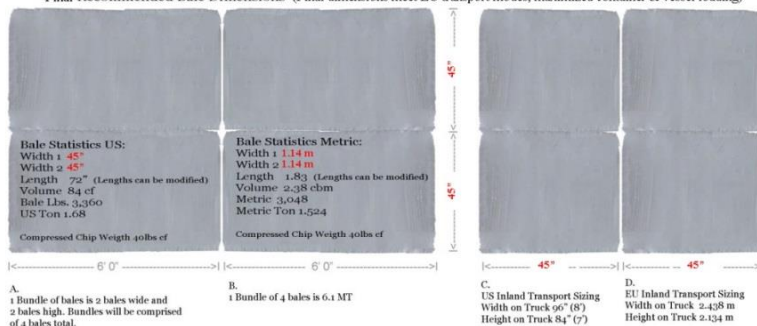 Final Recommended Bale Dimensions (Final dimensions meet all transport modes, maximized container or vessel loading)
45"
45"
Bale Statistics US:
Width 1 45"
Width 2 45"
Length 72" (Lengths can be modified)
Volume 84 cf
Bale Lbs. 3,360
US Ton 1.68
Compressed Chip Weigth 40lbs cf
Bale Statistics Metric:
Width 1 1.14 m
Width 2 1.14 m
Length 1.83 (Lengths can be modified)
Volume 2.38 cbm
Metric 3,048
Metric Ton 1.524
Compressed Chip Weigth 40lbs cf
6' 0"
6' 0"
45"
45"
A.
1 Bundle of bales is 2 bales wide and
2 bales high. Bundles will be comprised
of 4 bales total.
B.
1 Bundle of 4 bales is 6.1 MT
C.
US Inland Transport Sizing
Width on Truck 96" (8')
Height on Truck 84" (7')
D.
EU Inland Transport Sizing
Width on Truck 2.438 m
Height on Truck 2.134 m